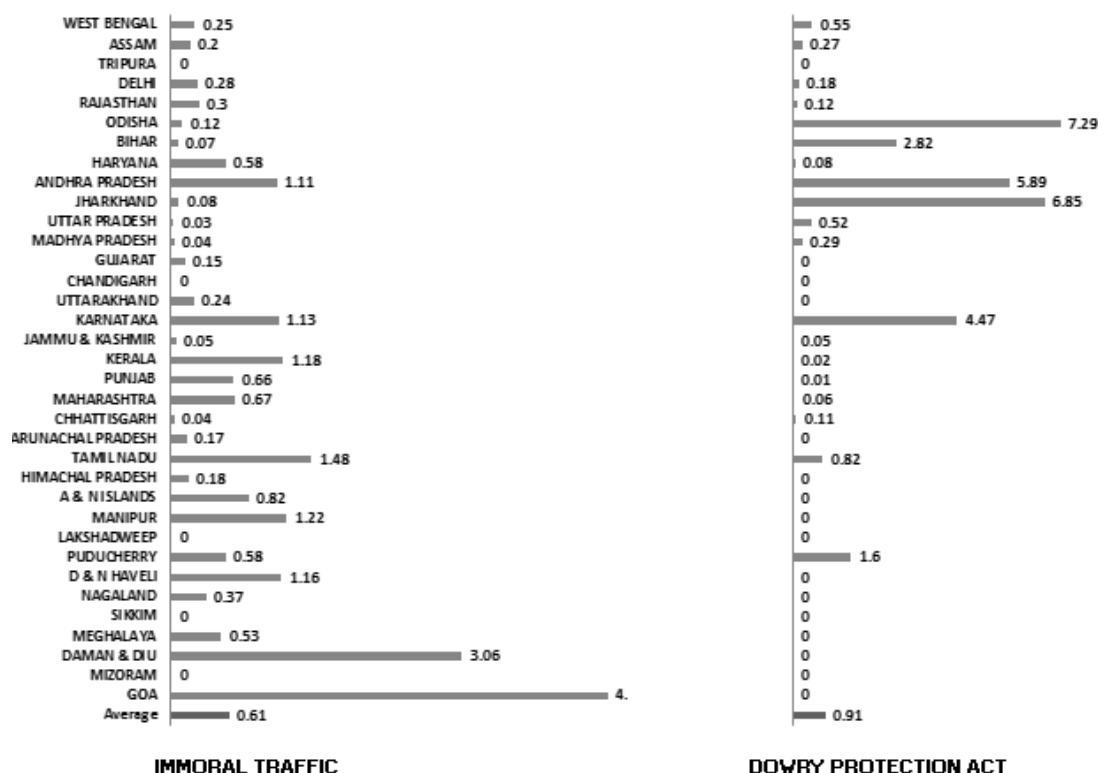 WEST BENGAL 0.25 0.55
ASSAM 0.2 0.27
TRIPURA 0 0
DELHI 0.28 0.18
RAJASTHAN 0.3 0.12
ODISHA 0.12 7.29
BIHAR 0.07 2.82
HARYANA 0.58 0.08
ANDHRA PRADESH 1.11 5.89
JHARKHAND 0.08 6.85
UTTAR PRADESH 0.03 0.52
MADHYA PRADESH 0.04 0.29
GUJARAT 0.15 0
CHANDIGARH 0 0
UTTARAKHAND 0.24 0
KARNATAKA 1.13 4.47
JAMMU & KASHMIR 0.05 0.05
KERALA 1.18 0.02
PUNJAB 0.66 0.01
MAHARASHTRA 0.67 0.06
CHHATTISGARH 0.04 0.11
ARUNACHAL PRADESH 0.17 0
TAMIL NADU 1.48 0.82
HIMACHAL PRADESH 0.18 0
A & N ISLANDS 0.82 0
MANIPUR 1.22 0
LAKSHADWEEP 0 0
PUDUCHERRY 0.58 1.6
D & N HAVELI 1.16 0
NAGALAND 0.37 0
SIKKIM 0 0
MEGHALAYA 0.53 0
DAMAN & DIU 3.06 0
MIZORAM 0 0
GOA 4. 0
Average 0.61 0.91
IMMORAL TRAFFIC DOWRY PROTECTION ACT